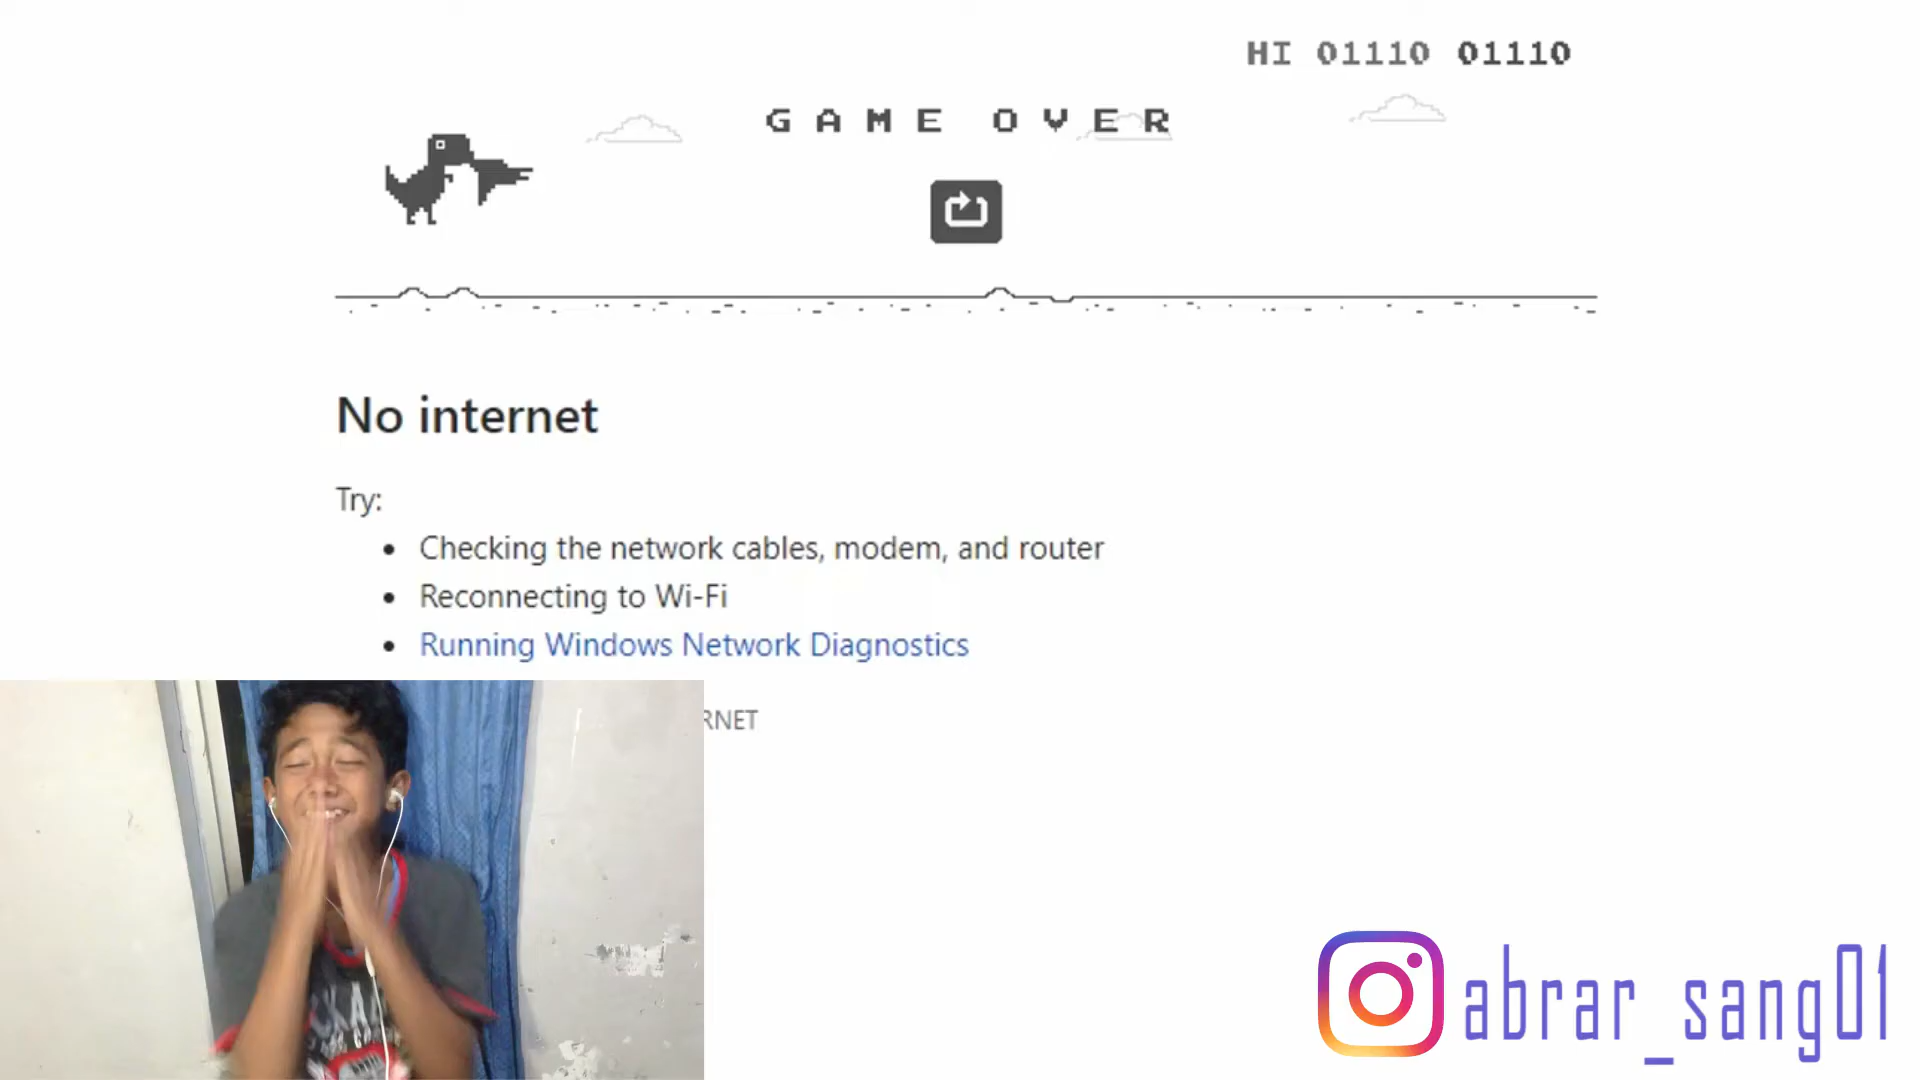 HI 01110 01110
GAME OVER
No internet
Try:
• Checking the network cables, modem, and router
• Reconnecting to Wi-Fi
• Running Windows Network Diagnostics
RNET
abrar_sang01